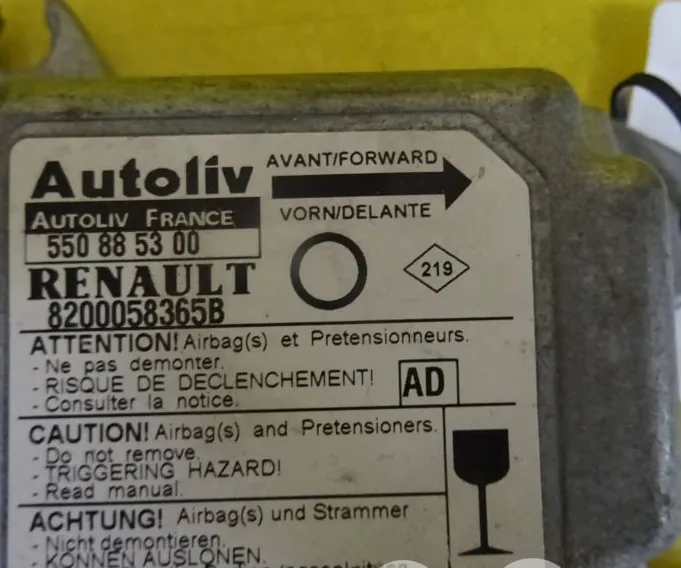 Autoliv
AUTOLIV FRANCE
550 88 53 00
RENAULT
8200058365B
AVANT/FORWARD
VORN/DELANTE
219
ATTENTION! Airbag(s) et Pretensionneurs.
- Ne pas demonter.
- RISQUE DE DECLENCHEMENT!
- Consulter la notice.
AD
CAUTION! Airbag(s) and Pretensioners.
- Do not remove.
- TRIGGERING HAZARD!
- Read manual.
ACHTUNG! Airbag(s) und Strammer
- Nicht demontieren.
- KÖNNEN AUSLÖNEN.